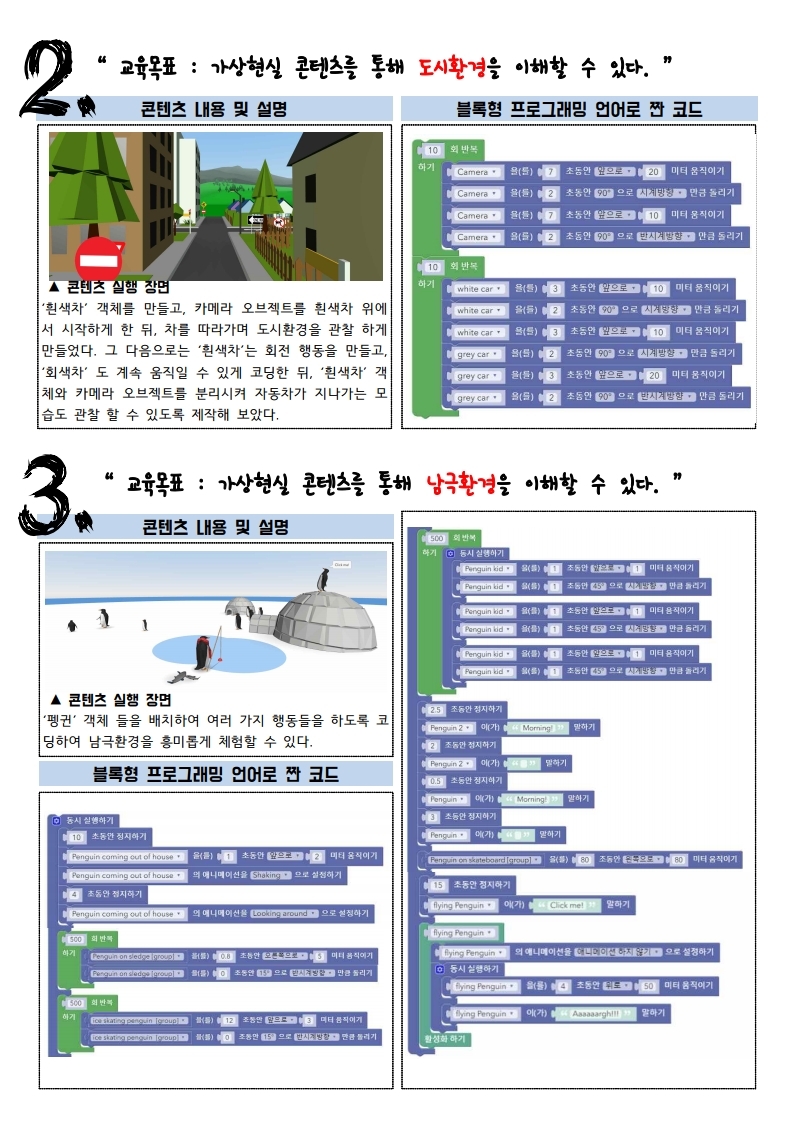 2.
“ 교육목표 : 가상현실 콘텐츠를 통해 도시환경을 이해할 수 있다. ”
콘텐츠 내용 및 설명
▲ 콘텐츠 실행 장면
‘흰색차’ 객체를 만들고, 카메라 오브젝트를 흰색차 위에
서 시작하게 한 뒤, 차를 따라가며 도시환경을 관찰 하게
만들었다. 그 다음으로는 ‘흰색차’는 회전 행동을 만들고,
‘회색차’ 도 계속 움직일 수 있게 코딩한 뒤, ‘흰색차’ 객
체와 카메라 오브젝트를 분리시켜 자동차가 지나가는 모
습도 관찰 할 수 있도록 제작해 보았다.
블록형 프로그래밍 언어로 짠 코드
10 회 반복
하기 Camera 을(를) 7 초동안 앞으로 20 미터 움직이기
Camera 을(를) 2 초동안 90° 으로 시계방향 만큼 돌리기
Camera 을(를) 7 초동안 앞으로 10 미터 움직이기
Camera 을(를) 2 초동안 90° 으로 반시계방향 만큼 돌리기
10 회 반복
하기 white car 을(를) 3 초동안 앞으로 10 미터 움직이기
white car 을(를) 2 초동안 90° 으로 시계방향 만큼 돌리기
white car 을(를) 3 초동안 앞으로 10 미터 움직이기
grey car 을(를) 2 초동안 90° 으로 시계방향 만큼 돌리기
grey car 을(를) 3 초동안 앞으로 20 미터 움직이기
grey car 을(를) 2 초동안 90° 으로 반시계방향 만큼 돌리기
3.
“ 교육목표 : 가상현실 콘텐츠를 통해 남극환경을 이해할 수 있다. ”
콘텐츠 내용 및 설명
Click me!
▲ 콘텐츠 실행 장면
‘펭귄’ 객체 들을 배치하여 여러 가지 행동들을 하도록 코
딩하여 남극환경을 흥미롭게 체험할 수 있다.
블록형 프로그래밍 언어로 짠 코드
동시 실행하기
10 초동안 정지하기
Penguin coming out of house 을(를) 1 초동안 앞으로 2 미터 움직이기
Penguin coming out of house 의 애니메이션을 Shaking 으로 설정하기
4 초동안 정지하기
Penguin coming out of house 의 애니메이션을 Looking around 으로 설정하기
500 회 반복
하기 Penguin on sledge [group] 을(를) 0.8 초동안 오른쪽으로 5 미터 움직이기
Penguin on sledge [group] 을(를) 0 초동안 15° 으로 반시계방향 만큼 돌리기
500 회 반복
하기 ice skating penguin [group] 을(를) 12 초동안 앞으로 3 미터 움직이기
ice skating penguin [group] 을(를) 0 초동안 15° 으로 반시계방향 만큼 돌리기
500 회 반복
하기 동시 실행하기
Penguin kid 을(를) 1 초동안 앞으로 1 미터 움직이기
Penguin kid 을(를) 1 초동안 45° 으로 시계방향 만큼 돌리기
Penguin kid 을(를) 1 초동안 앞으로 1 미터 움직이기
Penguin kid 을(를) 1 초동안 45° 으로 시계방향 만큼 돌리기
Penguin kid 을(를) 1 초동안 앞으로 1 미터 움직이기
Penguin kid 을(를) 1 초동안 45° 으로 시계방향 만큼 돌리기
2.5 초동안 정지하기
Penguin 2 이(가) “ Morning! ” 말하기
2 초동안 정지하기
Penguin 2 이(가) “ ” 말하기
0.5 초동안 정지하기
Penguin 이(가) “ Morning! ” 말하기
3 초동안 정지하기
Penguin 이(가) “ ” 말하기
Penguin on skateboard [group] 을(를) 80 초동안 왼쪽으로 80 미터 움직이기
15 초동안 정지하기
flying Penguin 이(가) “ Click me! ” 말하기
flying Penguin
flying Penguin 의 애니메이션을 애니메이션 하지 않기 으로 설정하기
동시 실행하기
flying Penguin 을(를) 4 초동안 뒤로 50 미터 움직이기
flying Penguin 이(가) “ Aaaaaargh!!! ” 말하기
활성화 하기